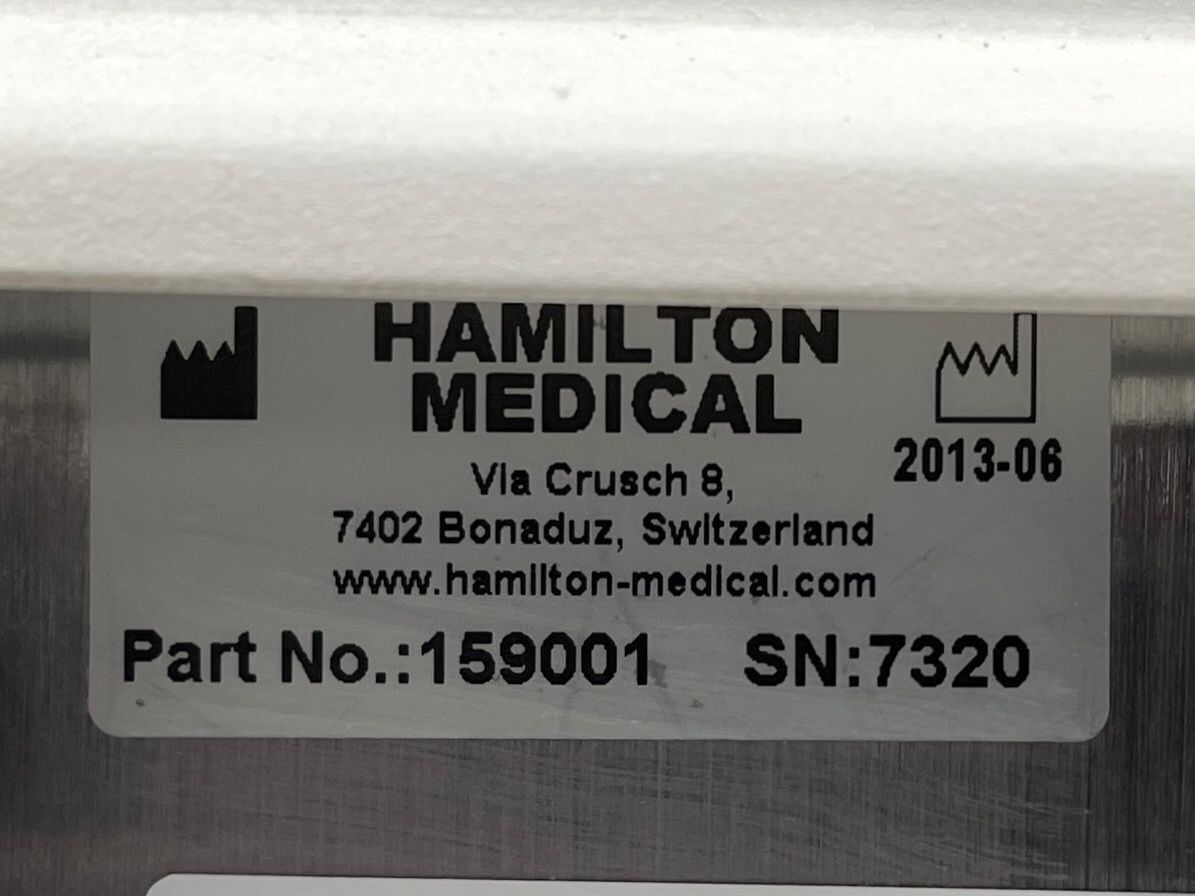 HAMILTON
MEDICAL
2013-06
Via Crusch 8,
7402 Bonaduz, Switzerland
www.hamilton-medical.com
Part No.:159001 SN:7320